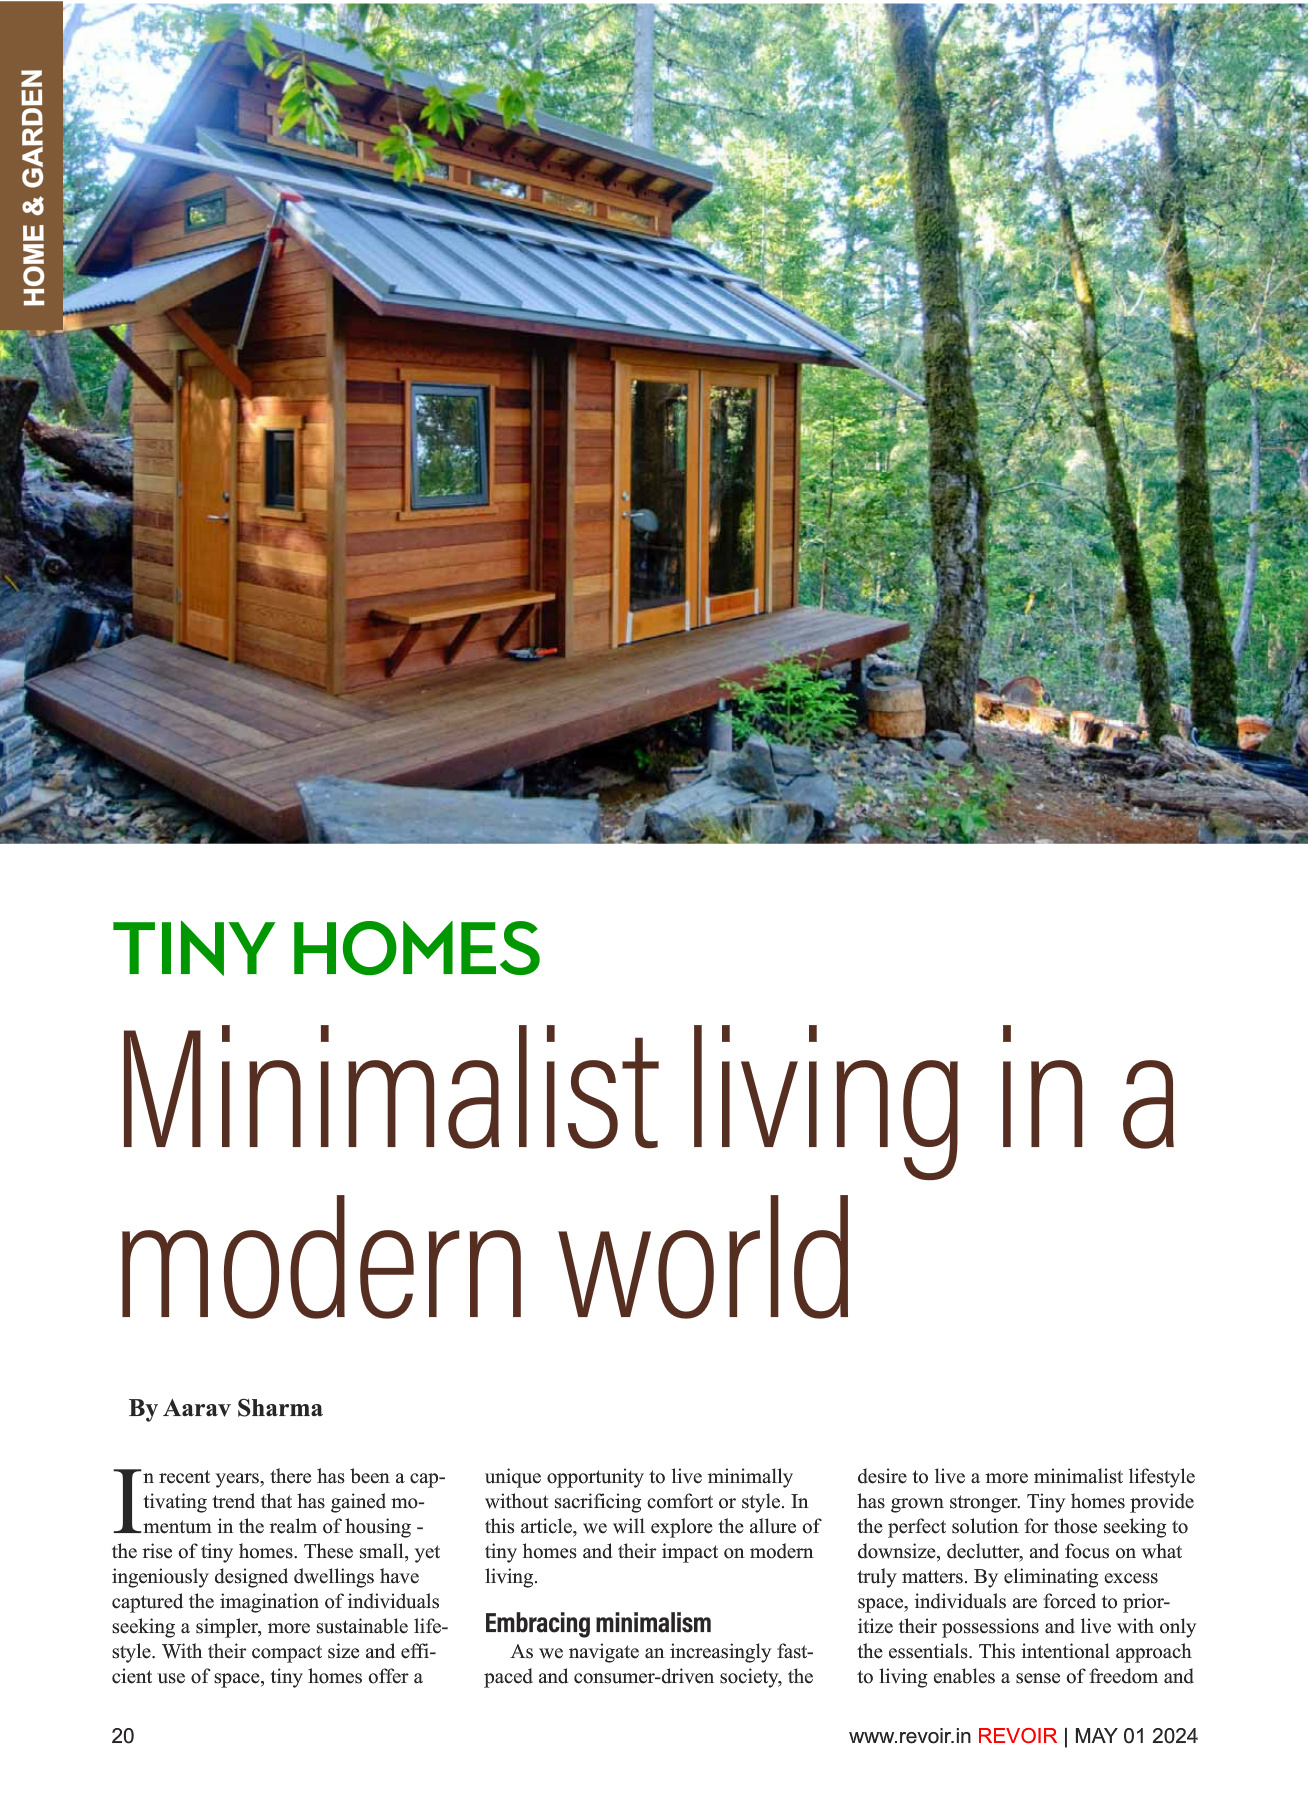 HOME & GARDEN
TINY HOMES
Minimalist living in a
modern world
By Aarav Sharma
In recent years, there has been a cap-
tivating trend that has gained mo-
mentum in the realm of housing -
the rise of tiny homes. These small, yet
ingeniously designed dwellings have
captured the imagination of individuals
seeking a simpler, more sustainable life-
style. With their compact size and effi-
cient use of space, tiny homes offer a
unique opportunity to live minimally
without sacrificing comfort or style. In
this article, we will explore the allure of
tiny homes and their impact on modern
living.
Embracing minimalism
As we navigate an increasingly fast-
paced and consumer-driven society, the
desire to live a more minimalist lifestyle
has grown stronger. Tiny homes provide
the perfect solution for those seeking to
downsize, declutter, and focus on what
truly matters. By eliminating excess
space, individuals are forced to prior-
itize their possessions and live with only
the essentials. This intentional approach
to living enables a sense of freedom and
20
www.revoir.in REVOIR | MAY 01 2024